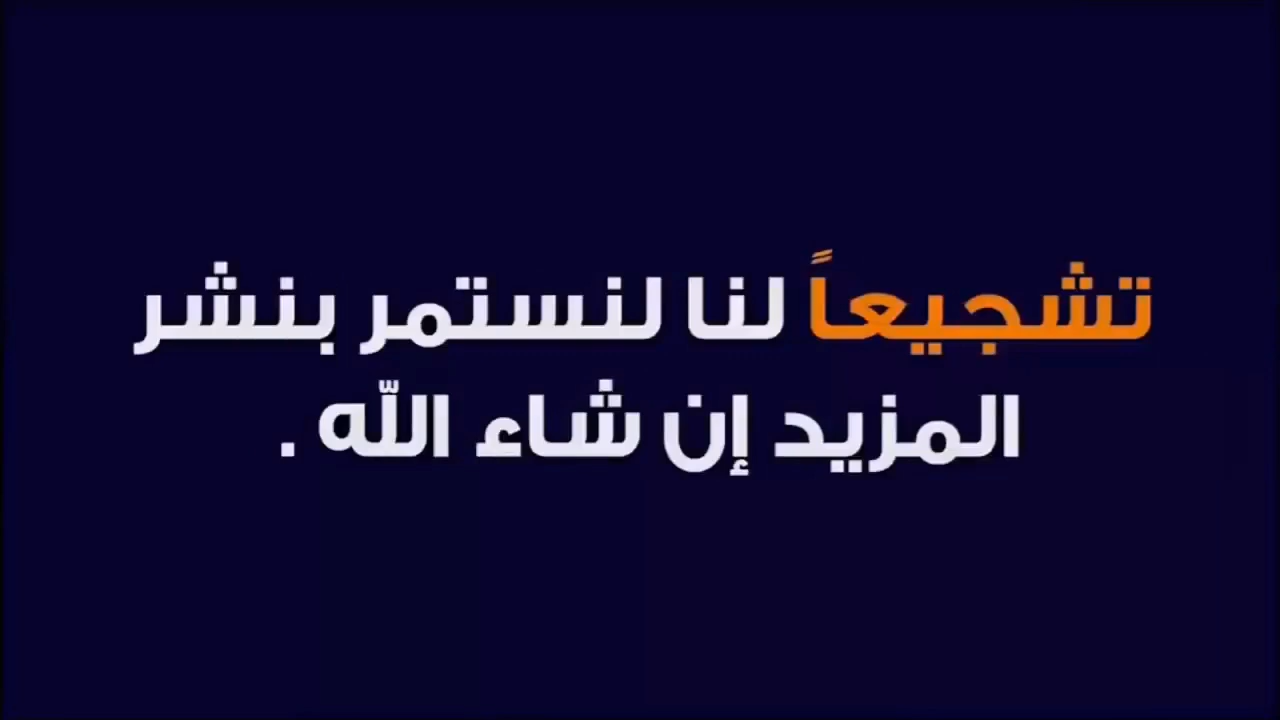 تشجيعاً لنا لنستمر بنشر
المزيد إن شاء اللّه .